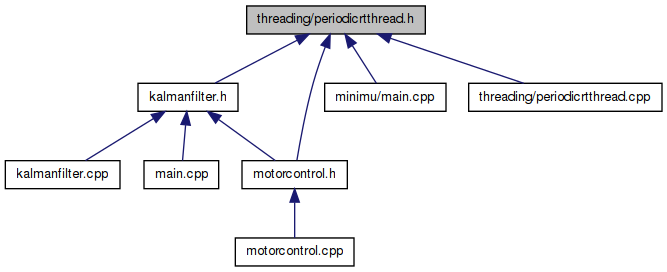 threading/periodicrtthread.h
kalmanfilter.h
minimu/main.cpp
threading/periodicrtthread.cpp
kalmanfilter.cpp
main.cpp
motorcontrol.h
motorcontrol.cpp